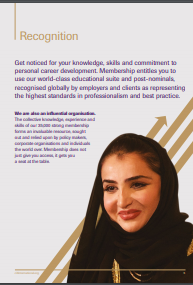 Recognition
Get noticed for your knowledge, skills and commitment to
personal career development. Membership entitles you to
use our world-class educational suite and post-nominals,
recognised globally by employers and clients as representing
the highest standards in professionalism and best practice.
We are also an influential organisation.
The collective knowledge, experience and
skills of our 35,000 strong membership
forms an invaluable resource, sought
out and relied upon by policy makers,
corporate organisations and individuals
the world over. Membership does not
just give you access, it gets you
a seat at the table.